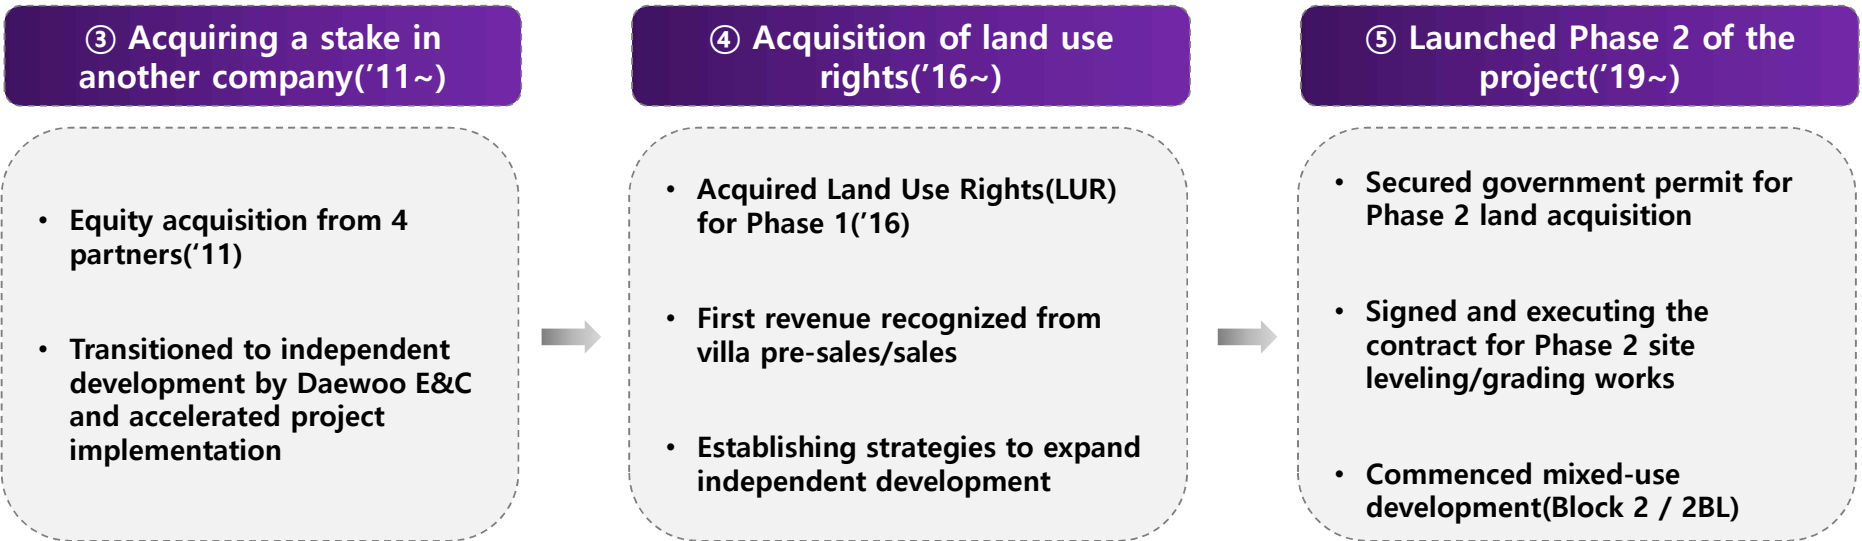 ③ Acquiring a stake in
another company(’11~)
• Equity acquisition from 4
partners(‘11)
• Transitioned to independent
development by Daewoo E&C
and accelerated project
implementation
④ Acquisition of land use
rights(’16~)
• Acquired Land Use Rights(LUR)
for Phase 1(’16)
• First revenue recognized from
villa pre-sales/sales
• Establishing strategies to expand
independent development
⑤ Launched Phase 2 of the
project(’19~)
• Secured government permit for
Phase 2 land acquisition
• Signed and executing the
contract for Phase 2 site
leveling/grading works
• Commenced mixed-use
development(Block 2 / 2BL)